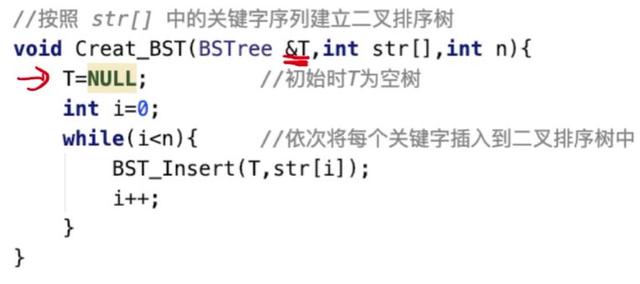 //按照 str[] 中的关键字序列建立二叉排序树
void Creat_BST(BSTree &T,int str[],int n){
    T=NULL;          //初始时T为空树
    int i=0;
    while(i<n){     //依次将每个关键字插入到二叉排序树中
        BST_Insert(T,str[i]);
        i++;
    }
}